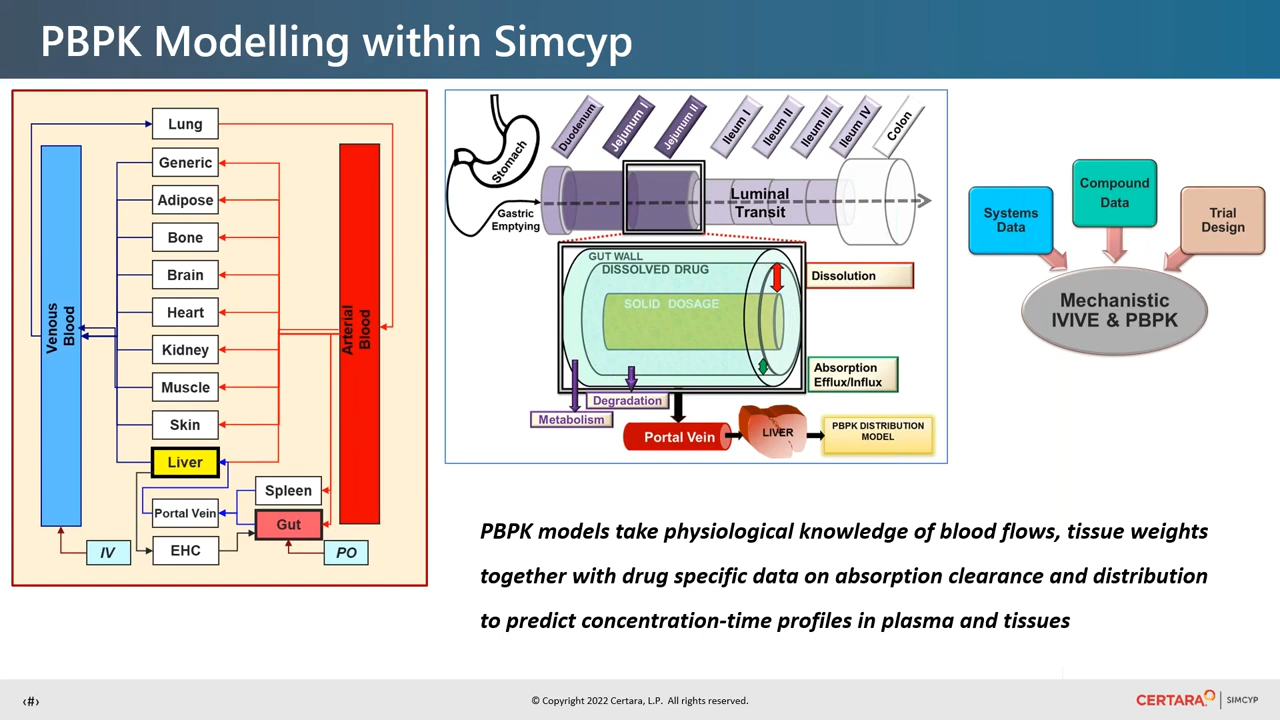 PBPK Modelling within Simcyp
Lung
Generic
Adipose
Bone
Brain
Heart
Kidney
Muscle
Skin
Liver
Portal Vein
EHC
Spleen
Gut
IV
PO
Venous
Blood
Arterial
Blood
Stomach
Duodenum
Jejunum I
Jejunum II
Ileum I
Ileum II
Ileum III
Ileum IV
Colon
Gastric
Emptying
Luminal
Transit
GUT WALL
DISSOLVED DRUG
SOLID DOSAGE
Dissolution
Absorption
Efflux/Influx
Degradation
Metabolism
Portal Vein
LIVER
PBPK DISTRIBUTION
MODEL
Systems
Data
Compound
Data
Trial
Design
Mechanistic
IVIVE & PBPK
PBPK models take physiological knowledge of blood flows, tissue weights
together with drug specific data on absorption clearance and distribution
to predict concentration-time profiles in plasma and tissues
‹#›
© Copyright 2022 Certara, L.P. All rights reserved.
CERTARA
SIMCYP